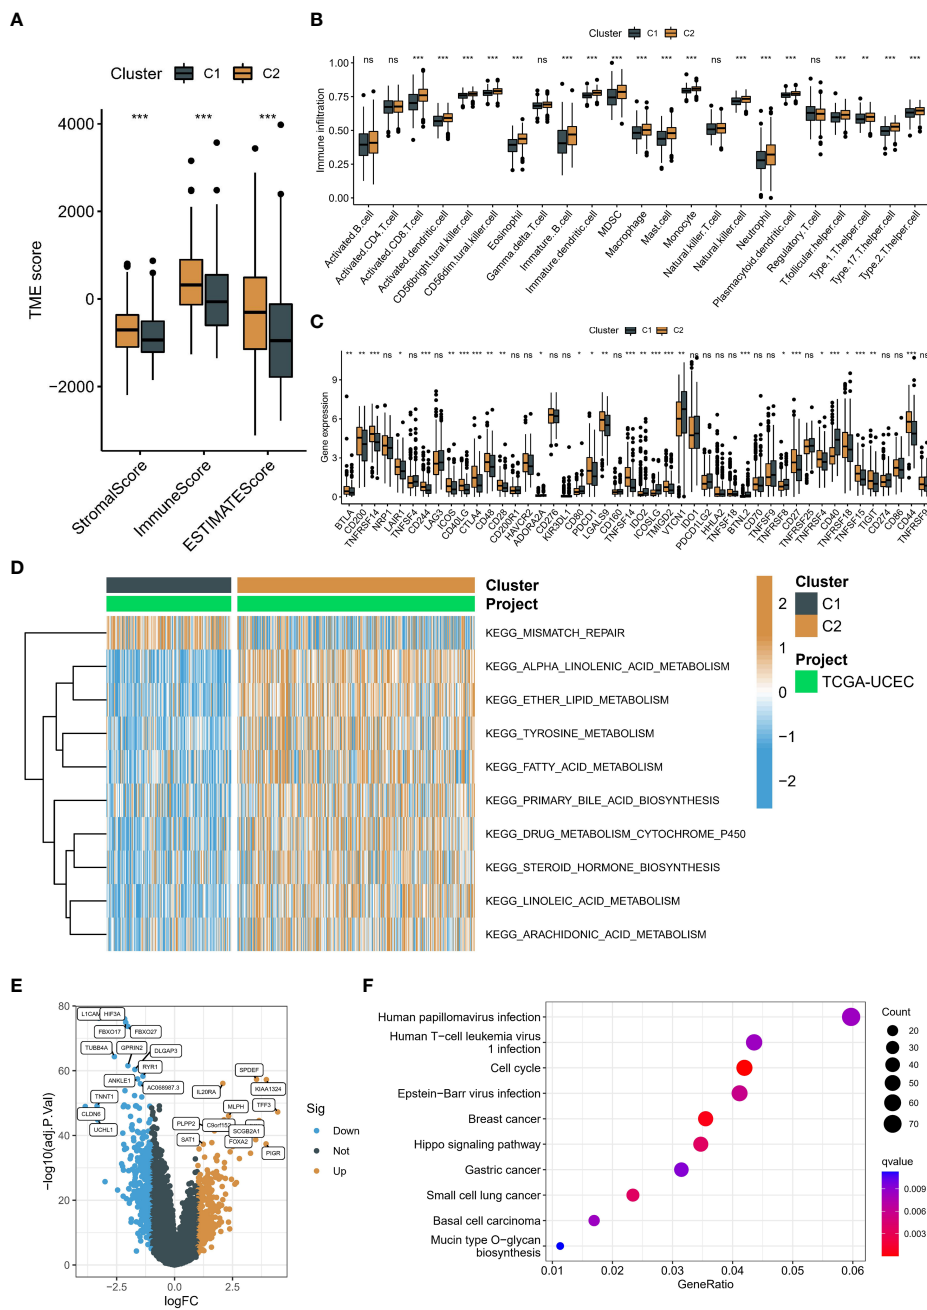 A
Cluster C1 C2
*** *** ***
4000
2000
0
−2000
TME score
StromalScore
ImmuneScore
ESTIMATEScore
B
Cluster C1 C2
ns ns *** *** *** *** *** ns *** *** *** *** *** *** ns *** *** *** ns *** ** *** ***
1.00
0.75
0.50
0.25
0.00
Immune infiltration
Activated.B.cell
Activated.CD4.T.cell
Activated.CD8.T.cell
Activated.dendritic.cell
CD56bright.tural.killer.cell
CD56dim.tural.killer.cell
Eosinophil
Gamma.delta.T.cell
Immature..B.cell
Immature.dendritic.cell
MDSC
Macrophage
Mast.cell
Monocyte
Natural.killer.T.cell
Natural.killer.cell
Neutrophil
Plasmacytoid.dendritic.cell
Regulatory.T.cell
T.follicular.helper.cell
Type.1.T.helper.cell
Type.17.T.helper.cell
Type.2.T.helper.cell
C
Cluster C1 C2
9
6
3
0
Gene expression
BTLA
CD200
TNFRSF14
NRP1
LAIR1
TNFSF4
CD244
LAG3
ICOS
CD40LG
CTLA4
CD48
CD28
CD200R1
HAVCR2
ADORA2A
CD276
KIR3DL1
CD80
PDCD1
LGALS9
CD160
TNFSF14
IDO2
ICOSLG
TMIGD2
VTCN1
IDO1
PDCD1LG2
HHLA2
TNFSF18
BTNL2
CD70
TNFSF9
TNFRSF8
CD27
TNFRSF25
TNFRSF4
CD40
TNFRSF18
TNFSF15
TIGIT
CD274
CD86
CD44
TNFRSF9
D
Cluster
Project
KEGG_MISMATCH_REPAIR
KEGG_ALPHA_LINOLENIC_ACID_METABOLISM
KEGG_ETHER_LIPID_METABOLISM
KEGG_TYROSINE_METABOLISM
KEGG_FATTY_ACID_METABOLISM
KEGG_PRIMARY_BILE_ACID_BIOSYNTHESIS
KEGG_DRUG_METABOLISM_CYTOCHROME_P450
KEGG_STEROID_HORMONE_BIOSYNTHESIS
KEGG_LINOLEIC_ACID_METABOLISM
KEGG_ARACHIDONIC_ACID_METABOLISM
2
1
0
−1
−2
Cluster
C1
C2
Project
TCGA-UCEC
E
80
60
40
20
0
−log10(adj.P.Val)
L1CAM
HIF3A
FBXO17
FBXO27
TUBB4A
GPRIN2
DLGAP3
RYR1
ANKLE1
AC068987.3
TNNT1
CLDN6
UCHL1
SPDEF
IL20RA
KIAA1324
TFF3
MLPH
PLPP2
C9orf152
SCGB2A1
SAT1
FOXA2
PIGR
−2.5 0.0 2.5
logFC
Sig
Down
Not
Up
F
Human papillomavirus infection
Human T−cell leukemia virus
1 infection
Cell cycle
Epstein−Barr virus infection
Breast cancer
Hippo signaling pathway
Gastric cancer
Small cell lung cancer
Basal cell carcinoma
Mucin type O−glycan
biosynthesis
0.01 0.02 0.03 0.04 0.05 0.06
GeneRatio
Count
20
30
40
50
60
70
qvalue
0.009
0.006
0.003